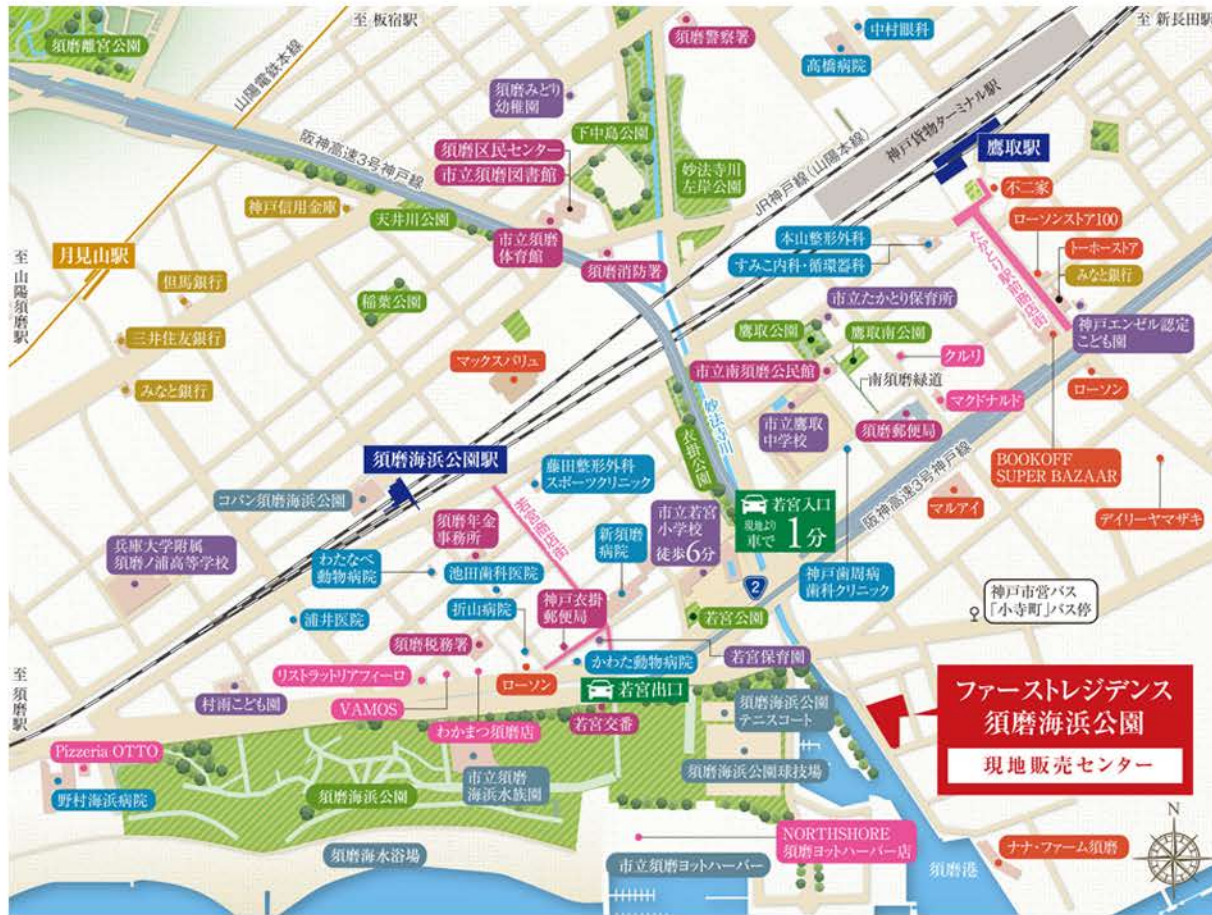 至 板宿駅
至 新長田駅
須磨離宮公園
山陽電鉄本線
須磨警察署
中村眼科
髙橋病院
須磨みどり
幼稚園
阪神高速3号神戸線
下中島公園
須磨区民センター
市立須磨図書館
妙法寺川
左岸公園
JR神戸線(山陽本線)
神戸貨物ターミナル駅
鷹取駅
不二家
神戸信用金庫
天井川公園
市立須磨
体育館
須磨消防署
本山整形外科
すみこ内科・循環器科
ローソンストア100
トーホーストア
みなと銀行
たかとり駅前商店街
月見山駅
至 山陽須磨駅
但馬銀行
稲葉公園
市立たかとり保育所
鷹取公園
鷹取南公園
神戸エンゼル認定
こども園
三井住友銀行
マックスバリュ
市立南須磨公民館
クルリ
南須磨緑道
ローソン
みなと銀行
妙法寺川
衣掛公園
市立鷹取
中学校
マクドナルド
須磨郵便局
須磨海浜公園駅
藤田整形外科
スポーツクリニック
BOOKOFF
SUPER BAZAAR
阪神高速3号神戸線
コパン須磨海浜公園
若宮商店街
須磨年金
事務所
新須磨
病院
市立若宮
小学校
徒歩6分
若宮入口
現地より
車で
1分
マルアイ
デイリーヤマザキ
兵庫大学附属
須磨ノ浦高等学校
わたなべ
動物病院
池田歯科医院
2
神戸歯周病
歯科クリニック
神戸市営バス
「小寺町」バス停
浦井医院
折山病院
神戸衣掛
郵便局
若宮公園
須磨税務署
かわた動物病院
若宮保育園
至 須磨駅
リストラットリアフィーロ
ローソン
若宮出口
村雨こども園
VAMOS
わかまつ須磨店
若宮交番
須磨海浜公園
テニスコート
ファーストレジデンス
須磨海浜公園
現地販売センター
Pizzeria OTTO
野村海浜病院
須磨海浜公園
市立須磨
海浜水族園
須磨海浜公園球技場
須磨海水浴場
市立須磨ヨットハーバー
NORTHSHORE
須磨ヨットハーバー店
須磨港
ナナ・ファーム須磨
N